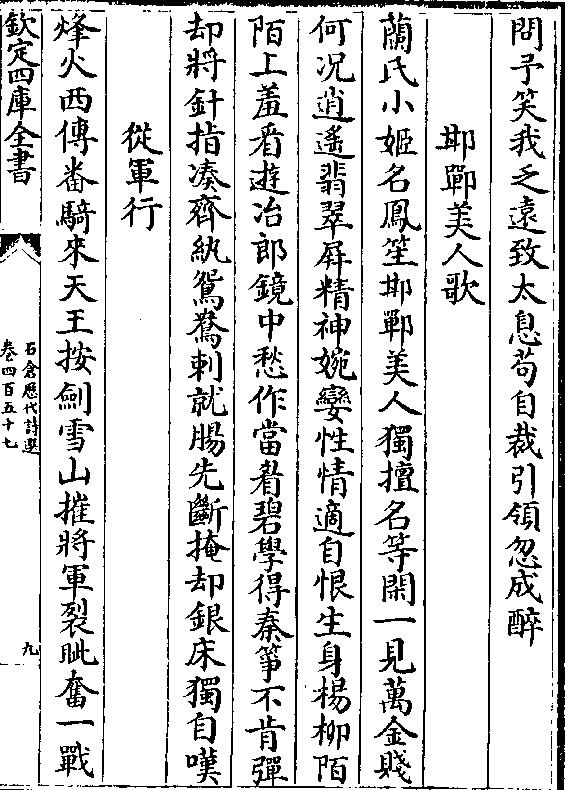 問予笑我乏遠致太息苟自裁引領忽成醉
邯鄲美人歌
蘭氏小姬名鳳笙邯鄲美人獨擅名等閑一見萬金賤
何况逍遙翡翠屏精神婉孌性情適自恨生身楊柳陌
陌上羞看遊冶郎鏡中愁作當眉碧學得秦箏不肯彈
却將針指凑齊紈鴛鴦刺就腸先斷掩却銀床獨自嘆
從軍行
烽火西傳番騎來天王按劍雪山摧將軍裂眦奮一戰
欽定四庫全書
石倉歷代詩選
卷四百五十七
九